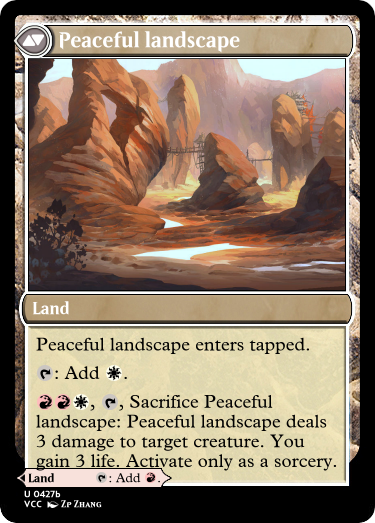 Peaceful landscape
Land
Peaceful landscape enters tapped.
: Add .
, , Sacrifice Peaceful
landscape: Peaceful landscape deals
3 damage to target creature. You
gain 3 life. Activate only as a sorcery.
Land : Add .
U 0427b
VCC Zp Zhang